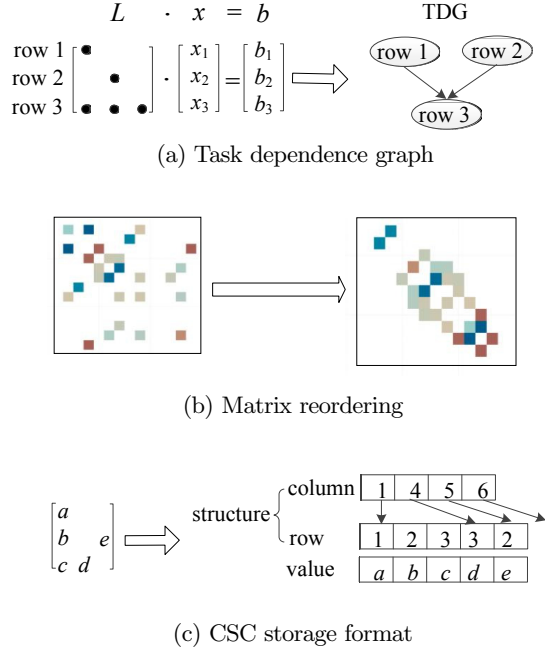 L · x = b TDG
row 1 x₁ b₁ row 1 row 2
row 2 · x₂ = b₂
row 3 x₃ b₃ row 3
(a) Task dependence graph
(b) Matrix reordering
column 1 4 5 6
a structure
b e row 1 2 3 3 2
c d value a b c d e
(c) CSC storage format